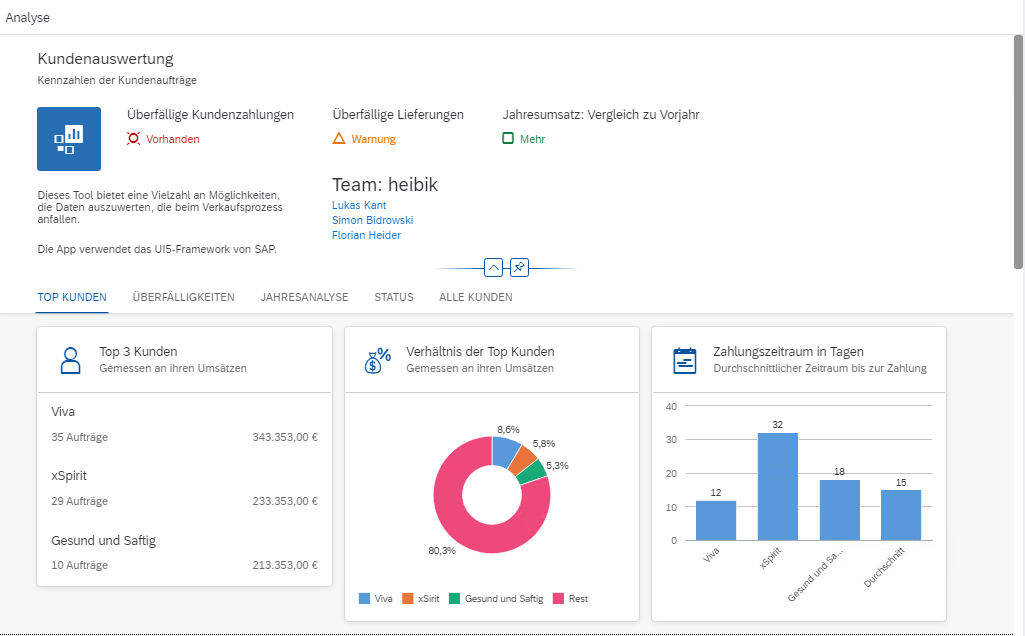 Analyse
Kundenauswertung
Kennzahlen der Kundenaufträge
Überfällige Kundenzahlungen
Vorhanden
Überfällige Lieferungen
Warnung
Jahresumsatz: Vergleich zu Vorjahr
Mehr
Dieses Tool bietet eine Vielzahl an Möglichkeiten,
die Daten auszuwerten, die beim Verkaufsprozess
anfallen.
Die App verwendet das UI5-Framework von SAP.
Team: heibik
Lukas Kant
Simon Bidrowski
Florian Heider
TOP KUNDEN ÜBERFÄLLIGKEITEN JAHRESANALYSE STATUS ALLE KUNDEN
Top 3 Kunden
Gemessen an ihren Umsätzen
Viva
35 Aufträge 343.353,00 €
xSpirit
29 Aufträge 233.353,00 €
Gesund und Saftig
10 Aufträge 213.353,00 €
Verhältnis der Top Kunden
Gemessen an ihren Umsätzen
8,6%
5,8%
5,3%
80,3%
Viva xSirit Gesund und Saftig Rest
Zahlungszeitraum in Tagen
Durchschnittlicher Zeitraum bis zur Zahlung
40
30
20
10
0
12
32
18
15
Viva
xSpirit
Gesund und Sa...
Durchschnitt